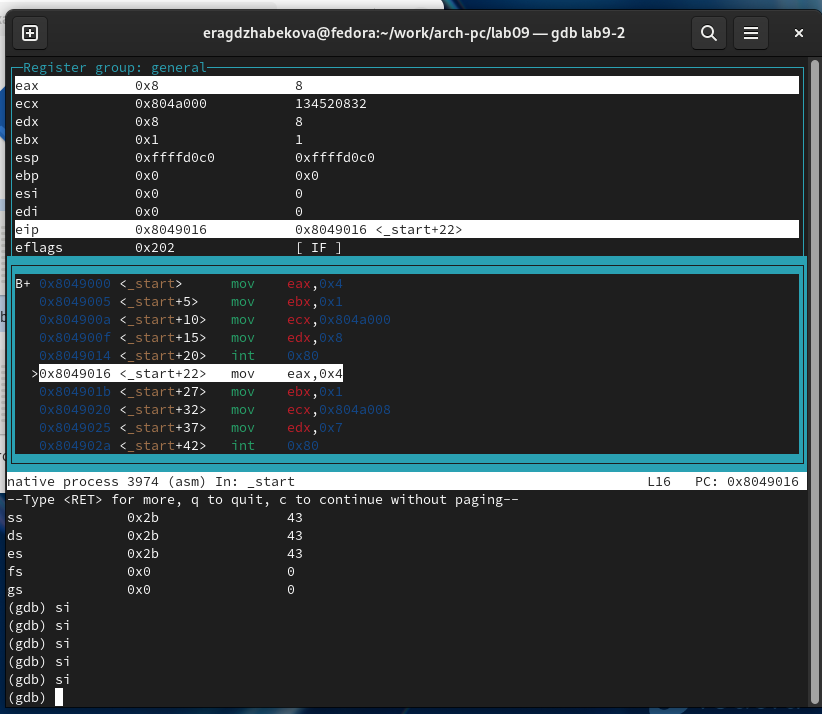 eragdzhabekova@fedora:~/work/arch-pc/lab09 — gdb lab9-2
Register group: general
eax 0x8 8
ecx 0x804a000 134520832
edx 0x8 8
ebx 0x1 1
esp 0xffffd0c0 0xffffd0c0
ebp 0x0 0x0
esi 0x0 0
edi 0x0 0
eip 0x8049016 0x8049016 <_start+22>
eflags 0x202 [ IF ]
B+ 0x8049000 <_start> mov eax,0x4
0x8049005 <_start+5> mov ebx,0x1
0x804900a <_start+10> mov ecx,0x804a000
0x804900f <_start+15> mov edx,0x8
0x8049014 <_start+20> int 0x80
>0x8049016 <_start+22> mov eax,0x4
0x804901b <_start+27> mov ebx,0x1
0x8049020 <_start+32> mov ecx,0x804a008
0x8049025 <_start+37> mov edx,0x7
0x804902a <_start+42> int 0x80
native process 3974 (asm) In: _start L16 PC: 0x8049016
--Type <RET> for more, q to quit, c to continue without paging--
ss 0x2b 43
ds 0x2b 43
es 0x2b 43
fs 0x0 0
gs 0x0 0
(gdb) si
(gdb) si
(gdb) si
(gdb) si
(gdb) si
(gdb)